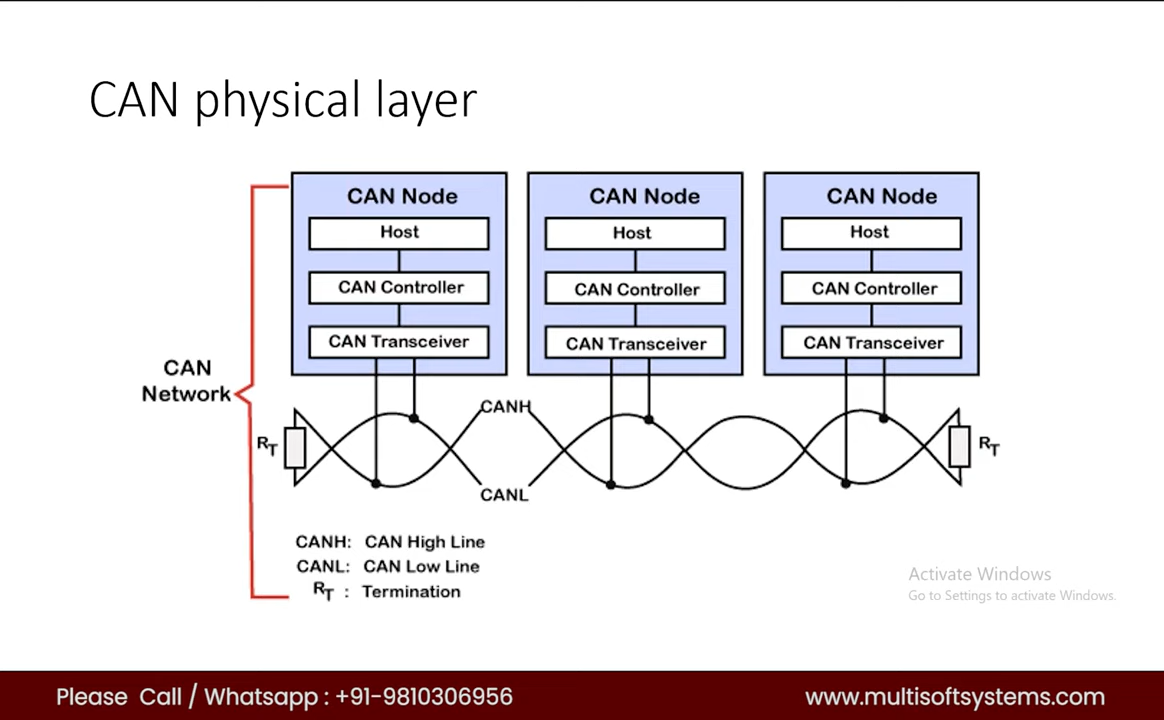 CAN physical layer
CAN Node
Host
CAN Controller
CAN Transceiver
CAN Node
Host
CAN Controller
CAN Transceiver
CAN Node
Host
CAN Controller
CAN Transceiver
CAN
Network
RT
CANH
CANL
RT
CANH: CAN High Line
CANL: CAN Low Line
RT : Termination
Activate Windows
Go to Settings to activate Windows.
Please Call / Whatsapp : +91-9810306956
www.multisoftsystems.com